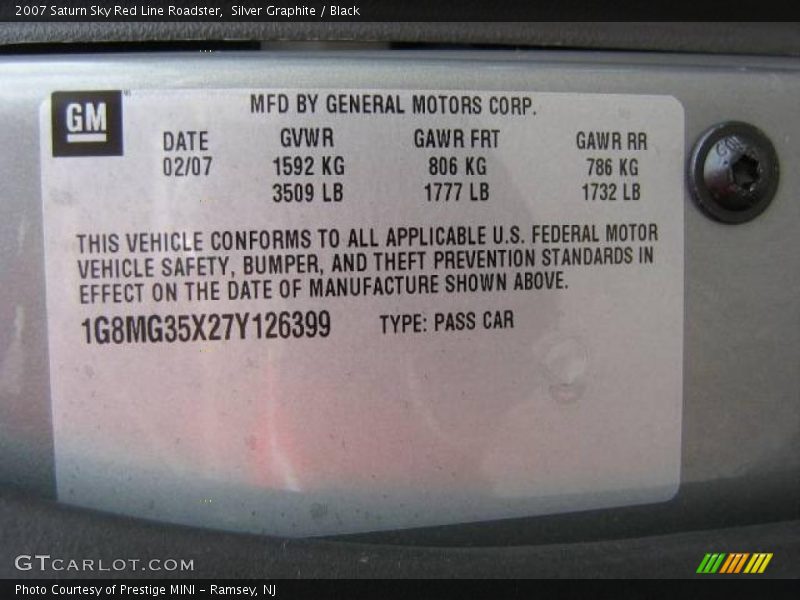 2007 Saturn Sky Red Line Roadster,  Silver Graphite / Black
GM
MFD BY GENERAL MOTORS CORP.
DATE GVWR GAWR FRT GAWR RR
02/07 1592 KG 806 KG 786 KG
3509 LB 1777 LB 1732 LB
THIS VEHICLE CONFORMS TO ALL APPLICABLE U.S. FEDERAL MOTOR
VEHICLE SAFETY, BUMPER, AND THEFT PREVENTION STANDARDS IN
EFFECT ON THE DATE OF MANUFACTURE SHOWN ABOVE.
1G8MG35X27Y126399 TYPE: PASS CAR
GTCARLOT.COM
Photo Courtesy of Prestige MINI - Ramsey, NJ